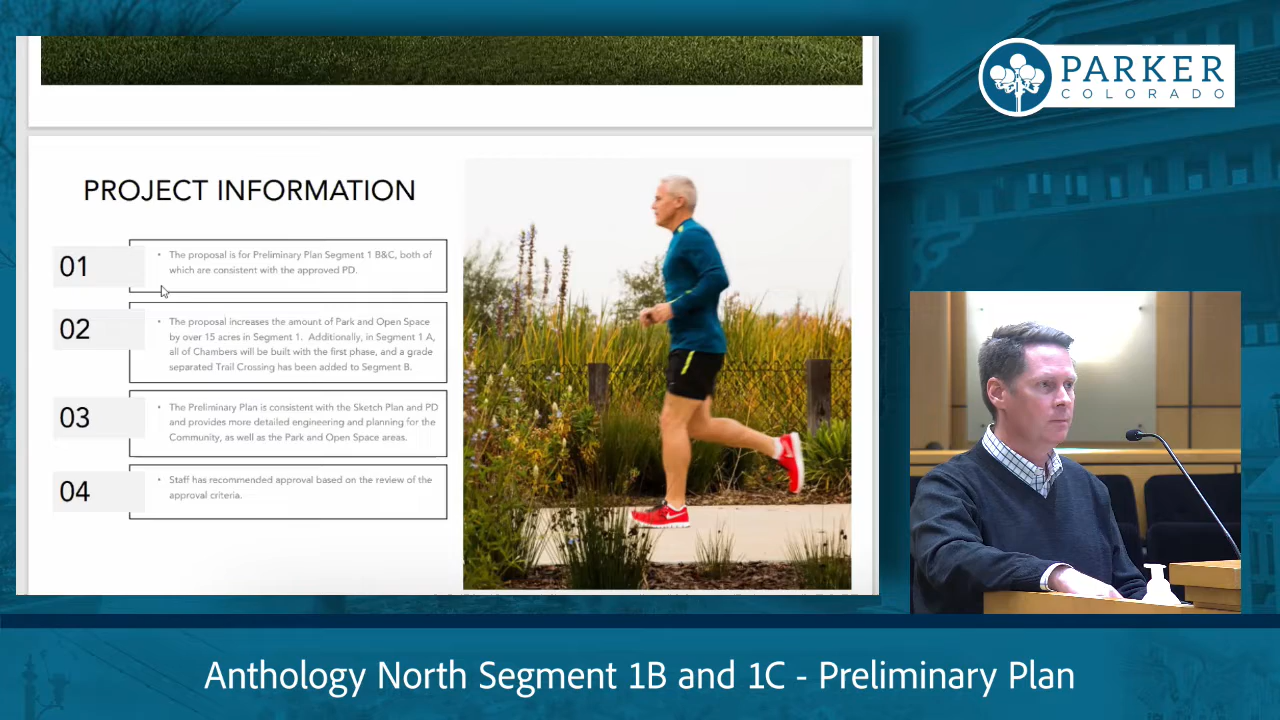 PARKER
COLORADO
PROJECT INFORMATION
01
• The proposal is for Preliminary Plan Segment 1 B&C, both of
which are consistent with the approved PD.
02
• The proposal increases the amount of Park and Open Space
by over 15 acres in Segment 1. Additionally, in Segment 1 A,
all of Chambers will be built with the first phase, and a grade
separated Trail Crossing has been added to Segment B.
03
• The Preliminary Plan is consistent with the Sketch Plan and PD
and provides more detailed engineering and planning for the
Community, as well as the Park and Open Space areas.
04
• Staff has recommended approval based on the review of the
approval criteria.
Anthology North Segment 1B and 1C - Preliminary Plan